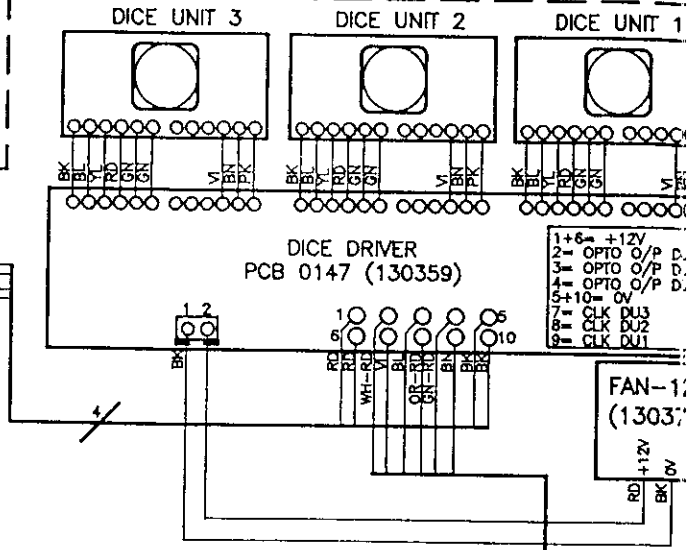 DICE UNIT 3 DICE UNIT 2 DICE UNIT 1
BK BL YL RD GN GN VI BN PK BK BL YL RD GN GN VI BN PK BK BL YL RD GN GN VI
DICE DRIVER
PCB 0147 (130359)
1+6= +12V
2= OPTO O/P D
3= OPTO O/P D
4= OPTO O/P D
5+10= 0V
7= CLK DU3
8= CLK DU2
9= CLK DU1
1 2 1 5
6 10
BK RD RD WH-RD VI BL OR-RD GN-RD BN BK BK
FAN-12
(1303
4
RD +12V BK 0V